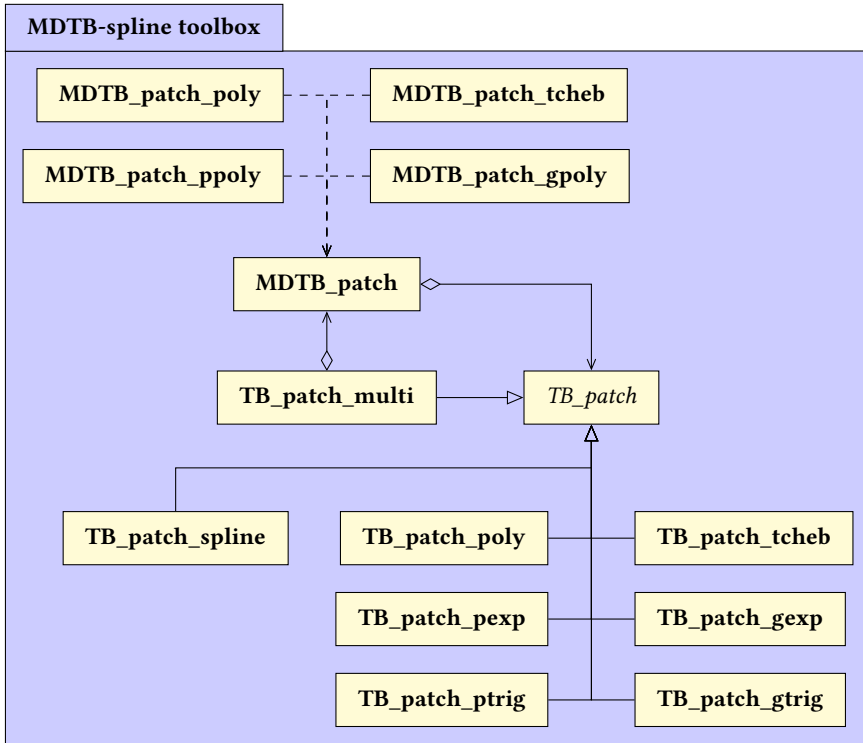 MDTB-spline toolbox
MDTB_patch_poly
MDTB_patch_tcheb
MDTB_patch_ppoly
MDTB_patch_gpoly
MDTB_patch
TB_patch_multi
TB_patch
TB_patch_spline
TB_patch_poly
TB_patch_tcheb
TB_patch_pexp
TB_patch_gexp
TB_patch_ptrig
TB_patch_gtrig